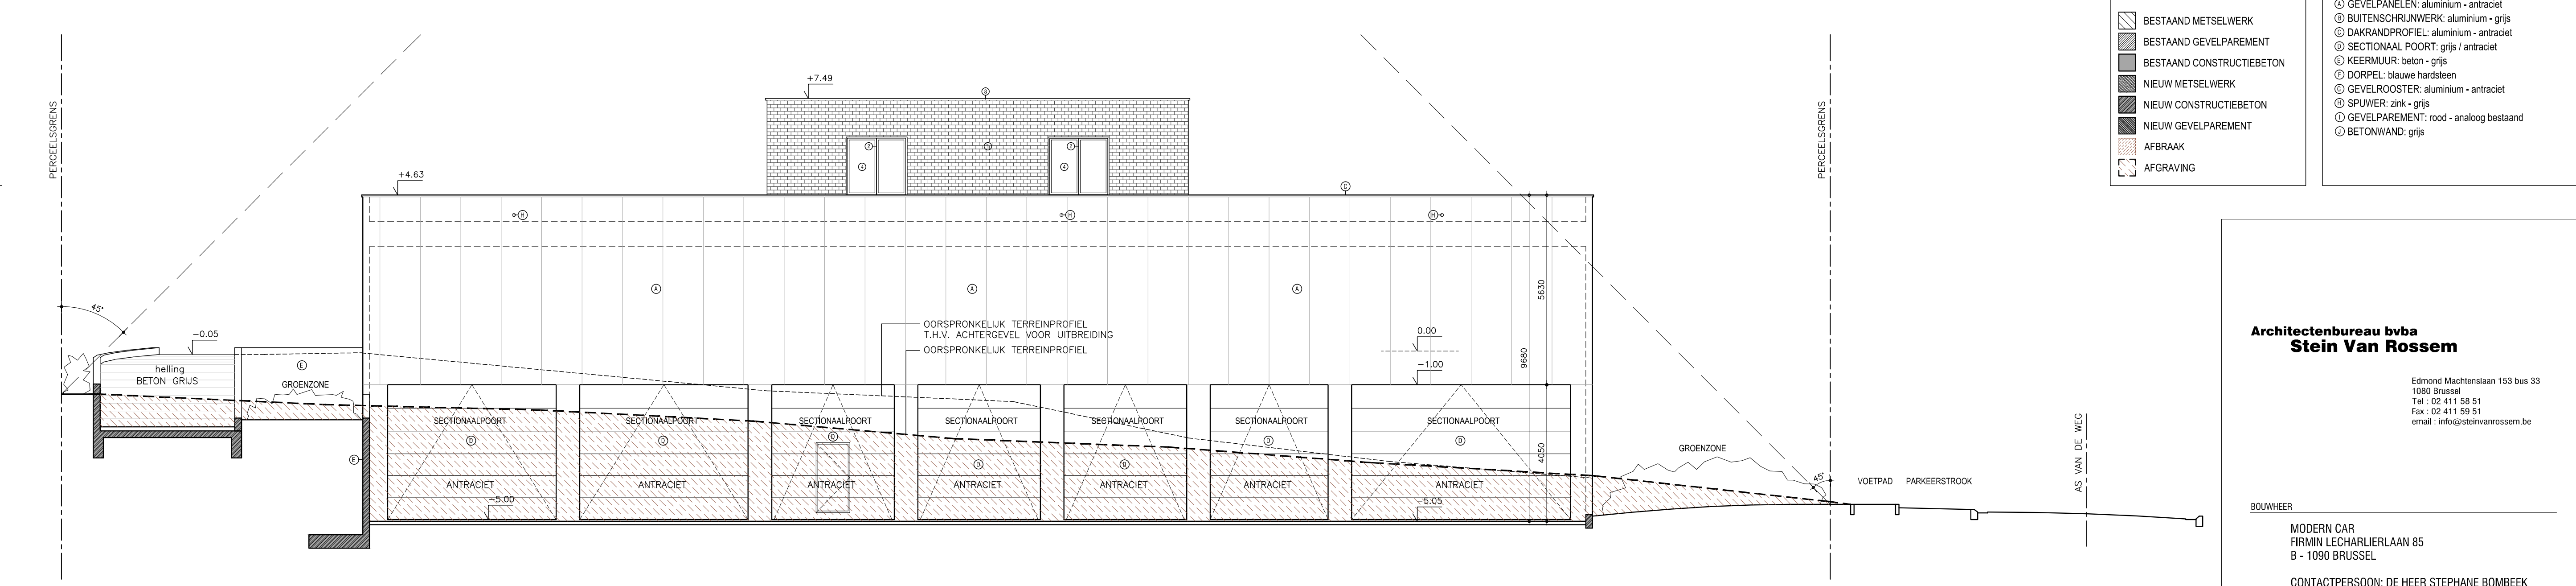 PERCEELSGRENS
45°
-0.05
helling
BETON GRIJS
E
GROENZONE
E
+4.63
+7.49
B
2
4
2
4
C
H
H
H
A
A
A
OORSPRONKELIJK TERREINPROFIEL
T.H.V. ACHTERGEVEL VOOR UITBREIDING
OORSPRONKELIJK TERREINPROFIEL
0.00
-1.00
5630
9680
4050
SECTIONAALPOORT
D
ANTRACIET
-5.00
SECTIONAALPOORT
D
ANTRACIET
SECTIONAALPOORT
ANTRACIET
SECTIONAALPOORT
D
ANTRACIET
SECTIONAALPOORT
D
ANTRACIET
SECTIONAALPOORT
D
ANTRACIET
SECTIONAALPOORT
D
ANTRACIET
-5.05
GROENZONE
45°
PERCEELSGRENS
VOETPAD
PARKEERSTROOK
AS VAN DE WEG
BESTAAND METSELWERK
BESTAAND GEVELPAREMENT
BESTAAND CONSTRUCTIEBETON
NIEUW METSELWERK
NIEUW CONSTRUCTIEBETON
NIEUW GEVELPAREMENT
AFBRAAK
AFGRAVING
A GEVELPANELEN: aluminium - antraciet
B BUITENSCHRIJNWERK: aluminium - grijs
C DAKRANDPROFIEL: aluminium - antraciet
D SECTIONAAL POORT: grijs / antraciet
E KEERMUUR: beton - grijs
F DORPEL: blauwe hardsteen
G GEVELROOSTER: aluminium - antraciet
H SPUWER: zink - grijs
I GEVELPAREMENT: rood - analoog bestaand
J BETONWAND: grijs
Architectenbureau bvba
Stein Van Rossem
Edmond Machtenslaan 153 bus 33
1080 Brussel
Tel : 02 411 58 51
Fax : 02 411 59 51
email : info@steinvanrossem.be
BOUWHEER
MODERN CAR
FIRMIN LECHARLIERLAAN 85
B - 1090 BRUSSEL
CONTACTPERSOON: DE HEER STEPHANE BOMBEEK